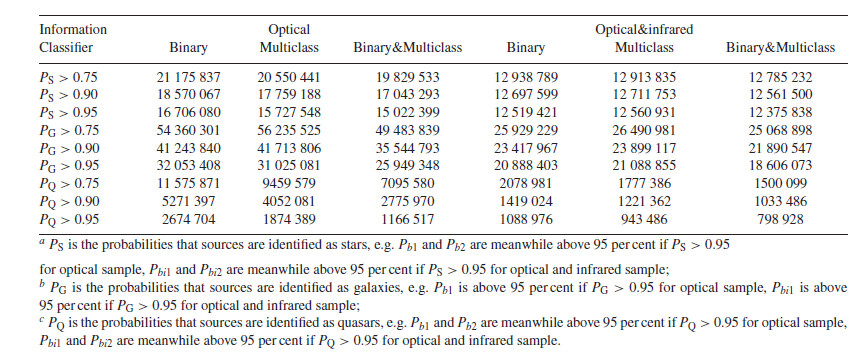 Information Optical Optical&infrared
Classifier Binary Multiclass Binary&Multiclass Binary Multiclass Binary&Multiclass
PS > 0.75 21 175 837 20 550 441 19 829 533 12 938 789 12 913 835 12 785 232
PS > 0.90 18 570 067 17 759 188 17 043 293 12 697 599 12 711 753 12 561 500
PS > 0.95 16 706 080 15 727 548 15 022 399 12 519 421 12 560 931 12 375 838
PG > 0.75 54 360 301 56 235 525 49 483 839 25 929 229 26 490 981 25 068 898
PG > 0.90 41 243 840 41 713 806 35 544 793 23 417 967 23 899 117 21 890 547
PG > 0.95 32 053 408 31 025 081 25 949 348 20 888 403 21 088 855 18 606 073
PQ > 0.75 11 575 871 9459 579 7095 580 2078 981 1777 386 1500 099
PQ > 0.90 5271 397 4052 081 2775 970 1419 024 1221 362 1033 486
PQ > 0.95 2674 704 1874 389 1166 517 1088 976 943 486 798 928
a PS is the probabilities that sources are identified as stars, e.g. Pb1 and Pb2 are meanwhile above 95 per cent if PS > 0.95
for optical sample, Pbi1 and Pbi2 are meanwhile above 95 per cent if PS > 0.95 for optical and infrared sample;
b PG is the probabilities that sources are identified as galaxies, e.g. Pb1 is above 95 per cent if PG > 0.95 for optical sample, Pbi1 is above
95 per cent if PG > 0.95 for optical and infrared sample;
c PQ is the probabilities that sources are identified as quasars, e.g. Pb1 and Pb2 are meanwhile above 95 per cent if PQ > 0.95 for optical sample,
Pbi1 and Pbi2 are meanwhile above 95 per cent if PQ > 0.95 for optical and infrared sample.